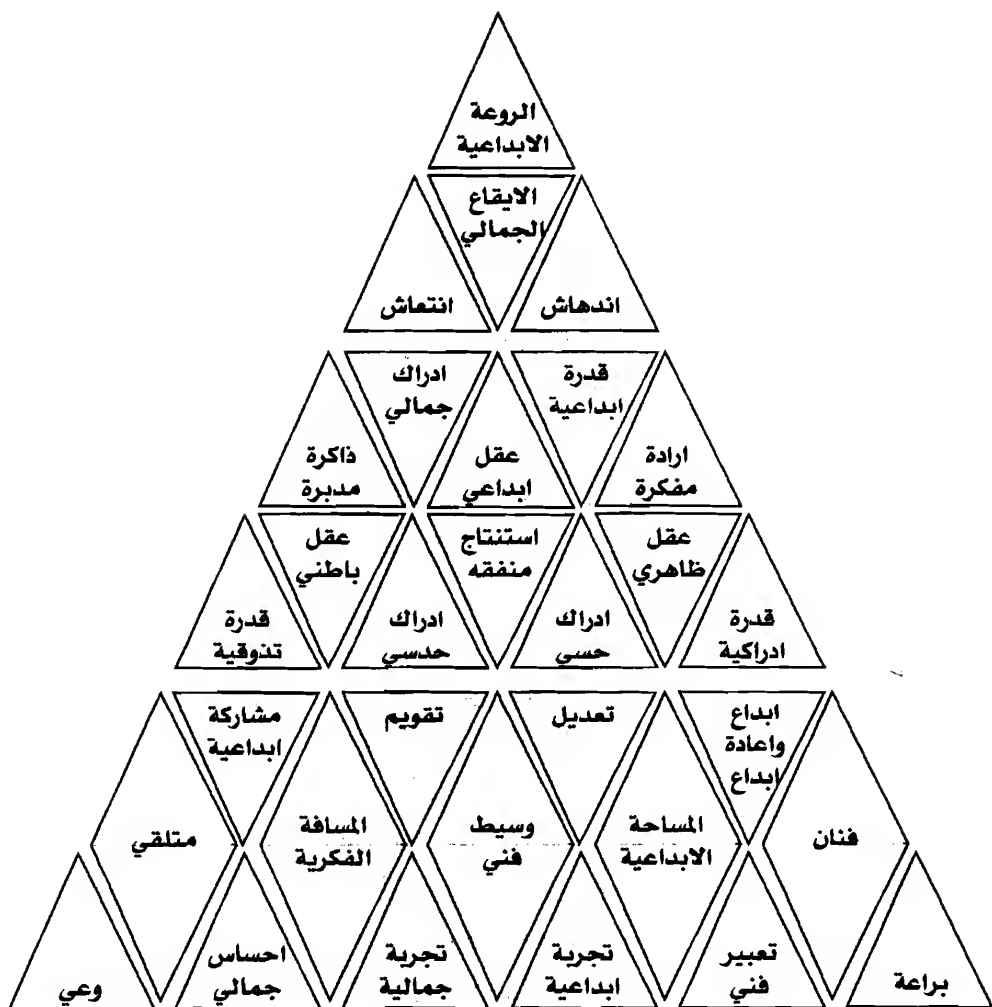 الروعة
الابداعية
الايقاع
الجمالي
اندهاش
انتعاش
قدرة
ابداعية
ادراك
جمالي
ارادة
مفكرة
عقل
ابداعي
ذاكرة
مدبرة
عقل
ظاهري
استنتاج
منفقه
عقل
باطني
قدرة
ادراكية
ادراك
حسي
ادراك
حدسي
قدرة
تذوقية
ابداع
واعادة
ابداع
تعديل
تقويم
مشاركة
ابداعية
فنان
المساحة
الابداعية
وسيط
فني
المسافة
الفكرية
متلقي
براعة
تعبير
فني
تجربة
ابداعية
تجربة
جمالية
احساس
جمالي
وعي